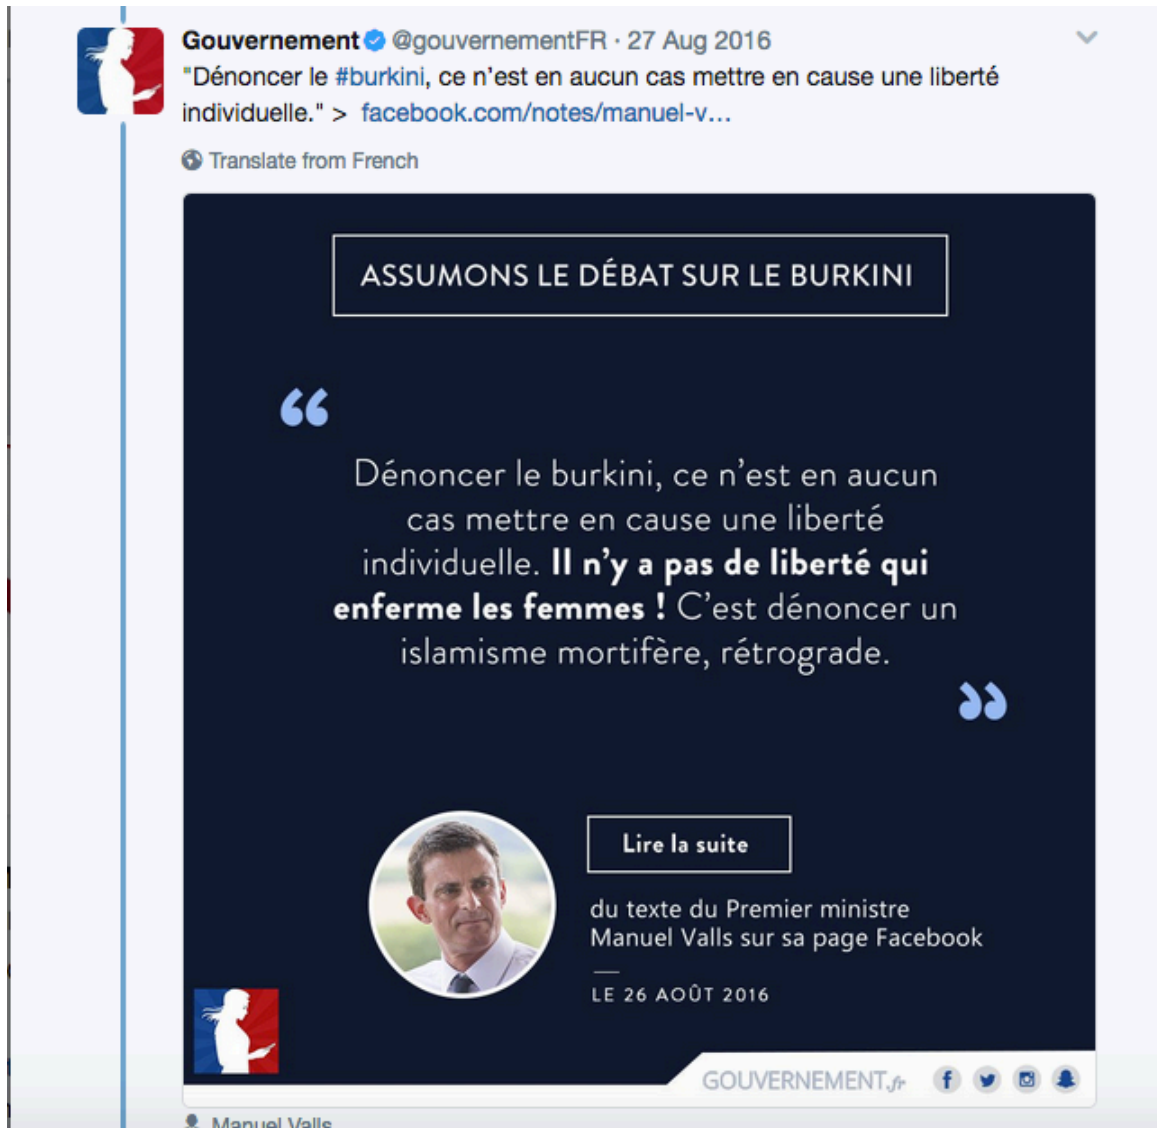 Gouvernement @gouvernementFR · 27 Aug 2016
"Dénoncer le #burkini, ce n’est en aucun cas mettre en cause une liberté
individuelle." > facebook.com/notes/manuel-v…
Translate from French
ASSUMONS LE DÉBAT SUR LE BURKINI
“
Dénoncer le burkini, ce n’est en aucun
cas mettre en cause une liberté
individuelle. Il n’y a pas de liberté qui
enferme les femmes ! C’est dénoncer un
islamisme mortifère, rétrograde.
”
Lire la suite
du texte du Premier ministre
Manuel Valls sur sa page Facebook
LE 26 AOÛT 2016
GOUVERNEMENT.fr
Manuel Valls